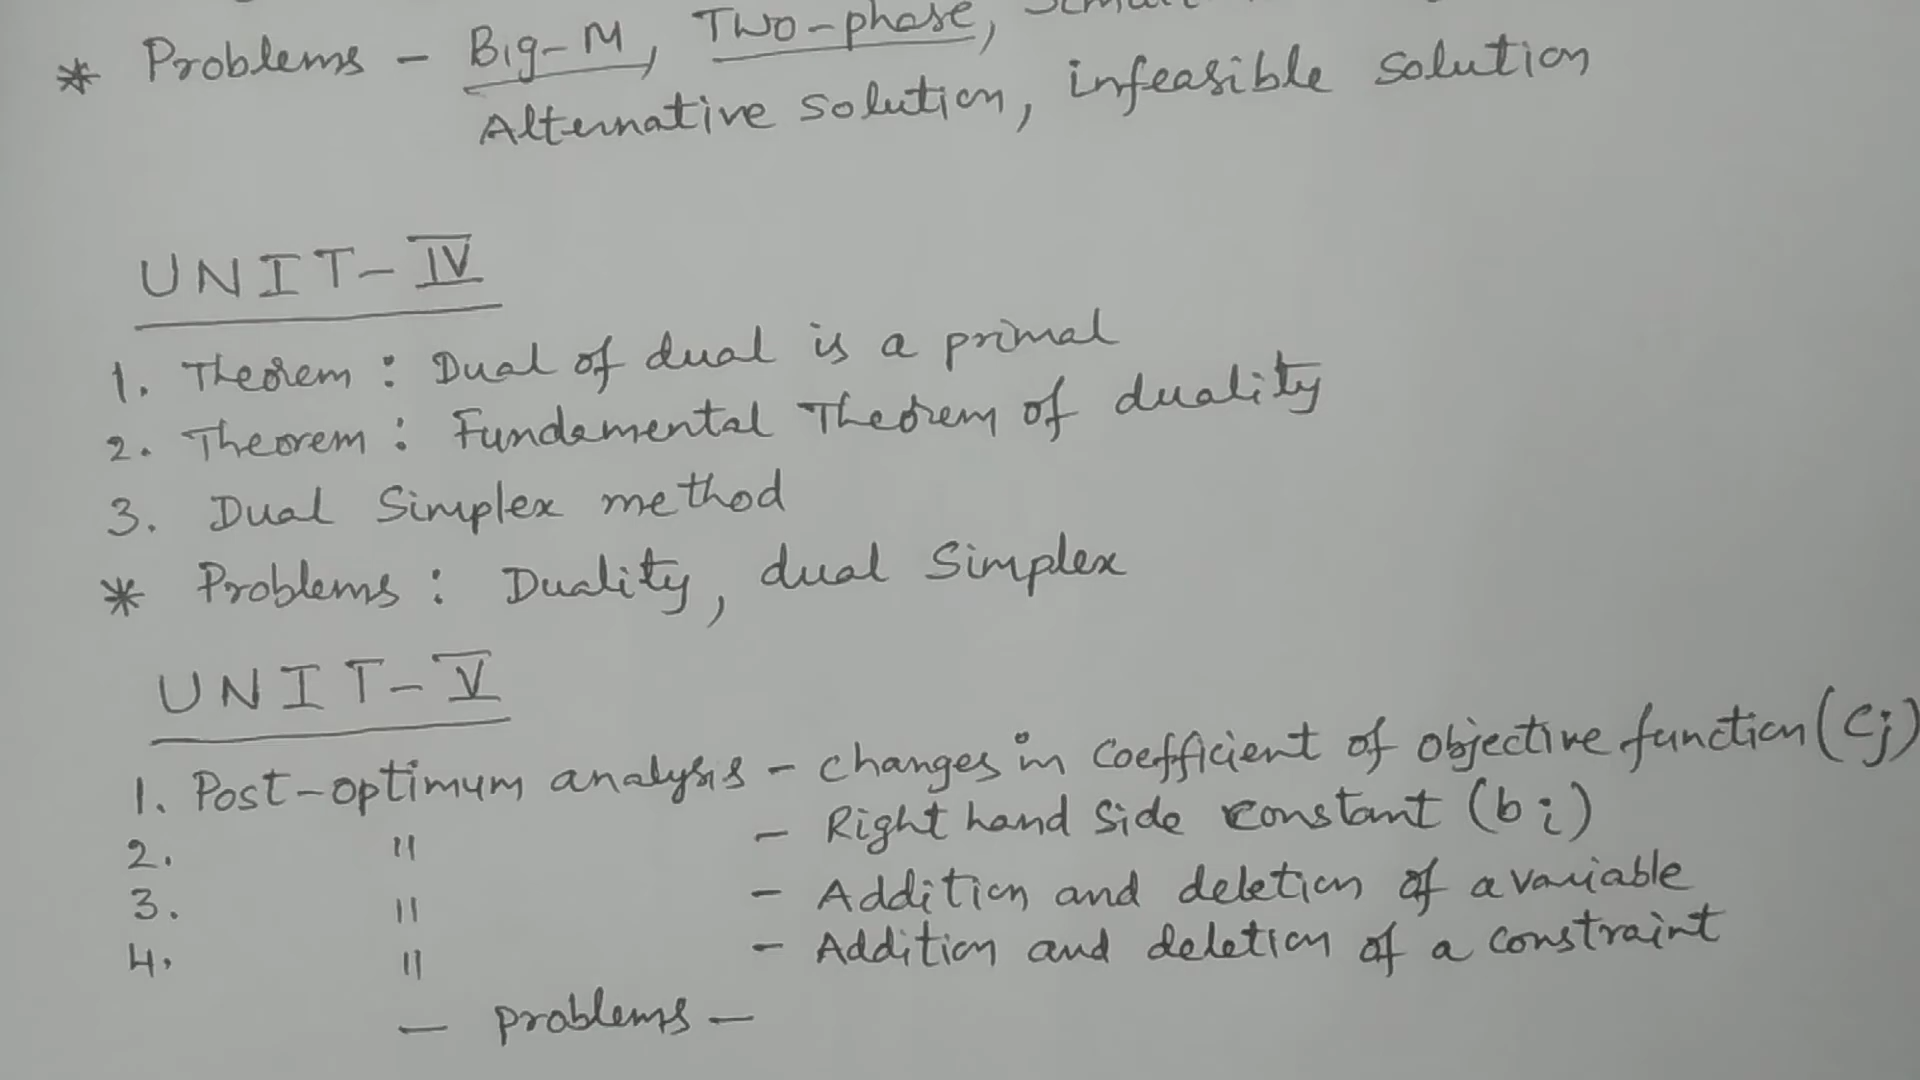 * Problems - Big-M, Two-phase,
Alternative solution, infeasible solution
UNIT-IV
1. Theorem : Dual of dual is a primal
2. Theorem : Fundamental Theorem of duality
3. Dual Simplex method
* Problems : Duality, dual Simplex
UNIT-V
1. Post-optimum analysis - changes in Coefficient of objective function (Cj)
2. " - Right hand Side constant (bi)
3. " - Addition and deletion of a variable
4. " - Addition and deletion of a constraint
- problems -